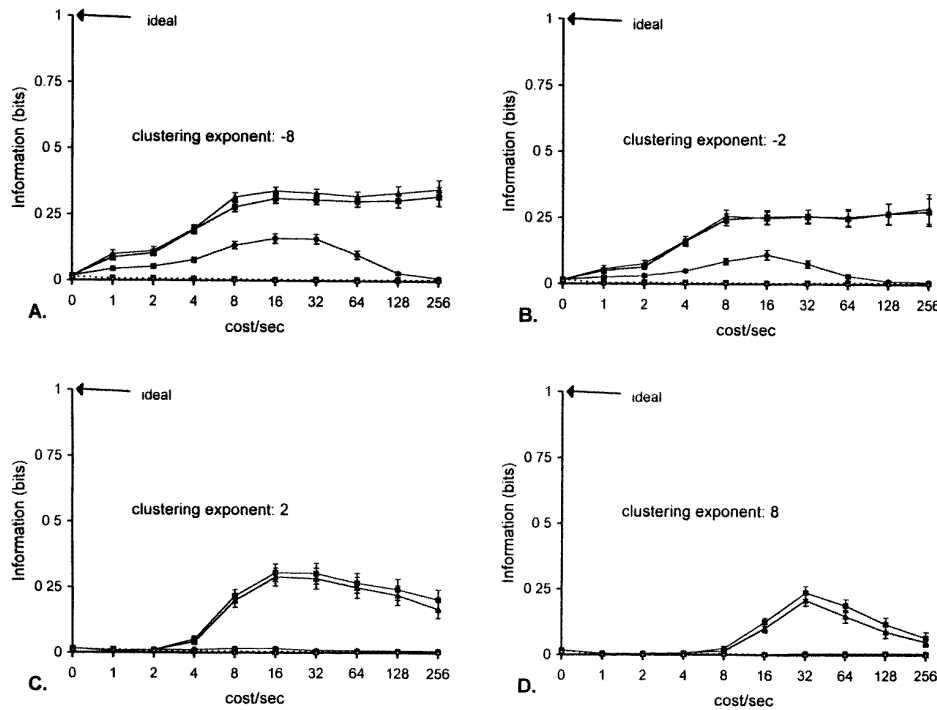 1
ideal
0 75
Information (bits)
0 5
clustering exponent: -8
0.25
0
0 1 2 4 8 16 32 64 128 256
A.
cost/sec
1
ideal
0 75
Information (bits)
0 5
clustering exponent: -2
0.25
0
0 1 2 4 8 16 32 64 128 256
B.
cost/sec
1
ideal
0 75
Information (bits)
0 5
clustering exponent: 2
0.25
0
0 1 2 4 8 16 32 64 128 256
C.
cost/sec
1
ideal
0 75
Information (bits)
0 5
clustering exponent: 8
0.25
0
0 1 2 4 8 16 32 64 128 256
D.
cost/sec